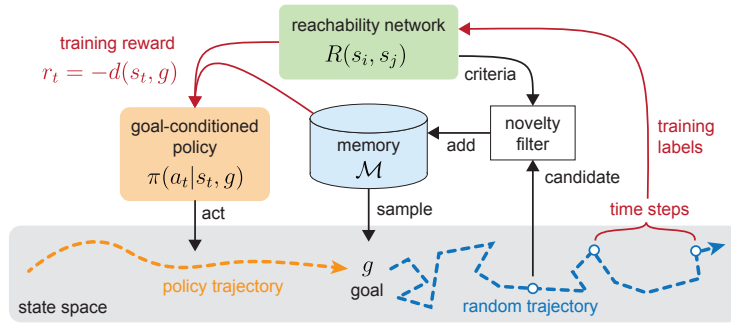 reachability network
R(s_i, s_j)
training reward
r_t = −d(s_t, g)
criteria
goal-conditioned
policy
π(a_t|s_t, g)
memory
M
add
novelty
filter
training
labels
candidate
act
sample
time steps
g
goal
policy trajectory
random trajectory
state space